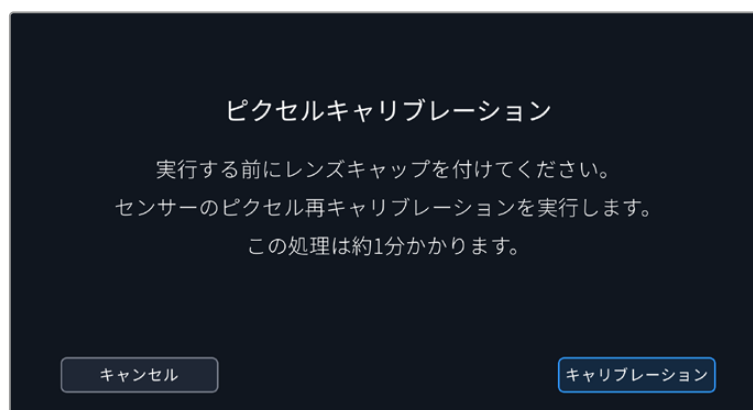 ピクセルキャリブレーション
実行する前にレンズキャップを付けてください。
センサーのピクセル再キャリブレーションを実行します。
この処理は約1分かかります。
キャンセル
キャリブレーション